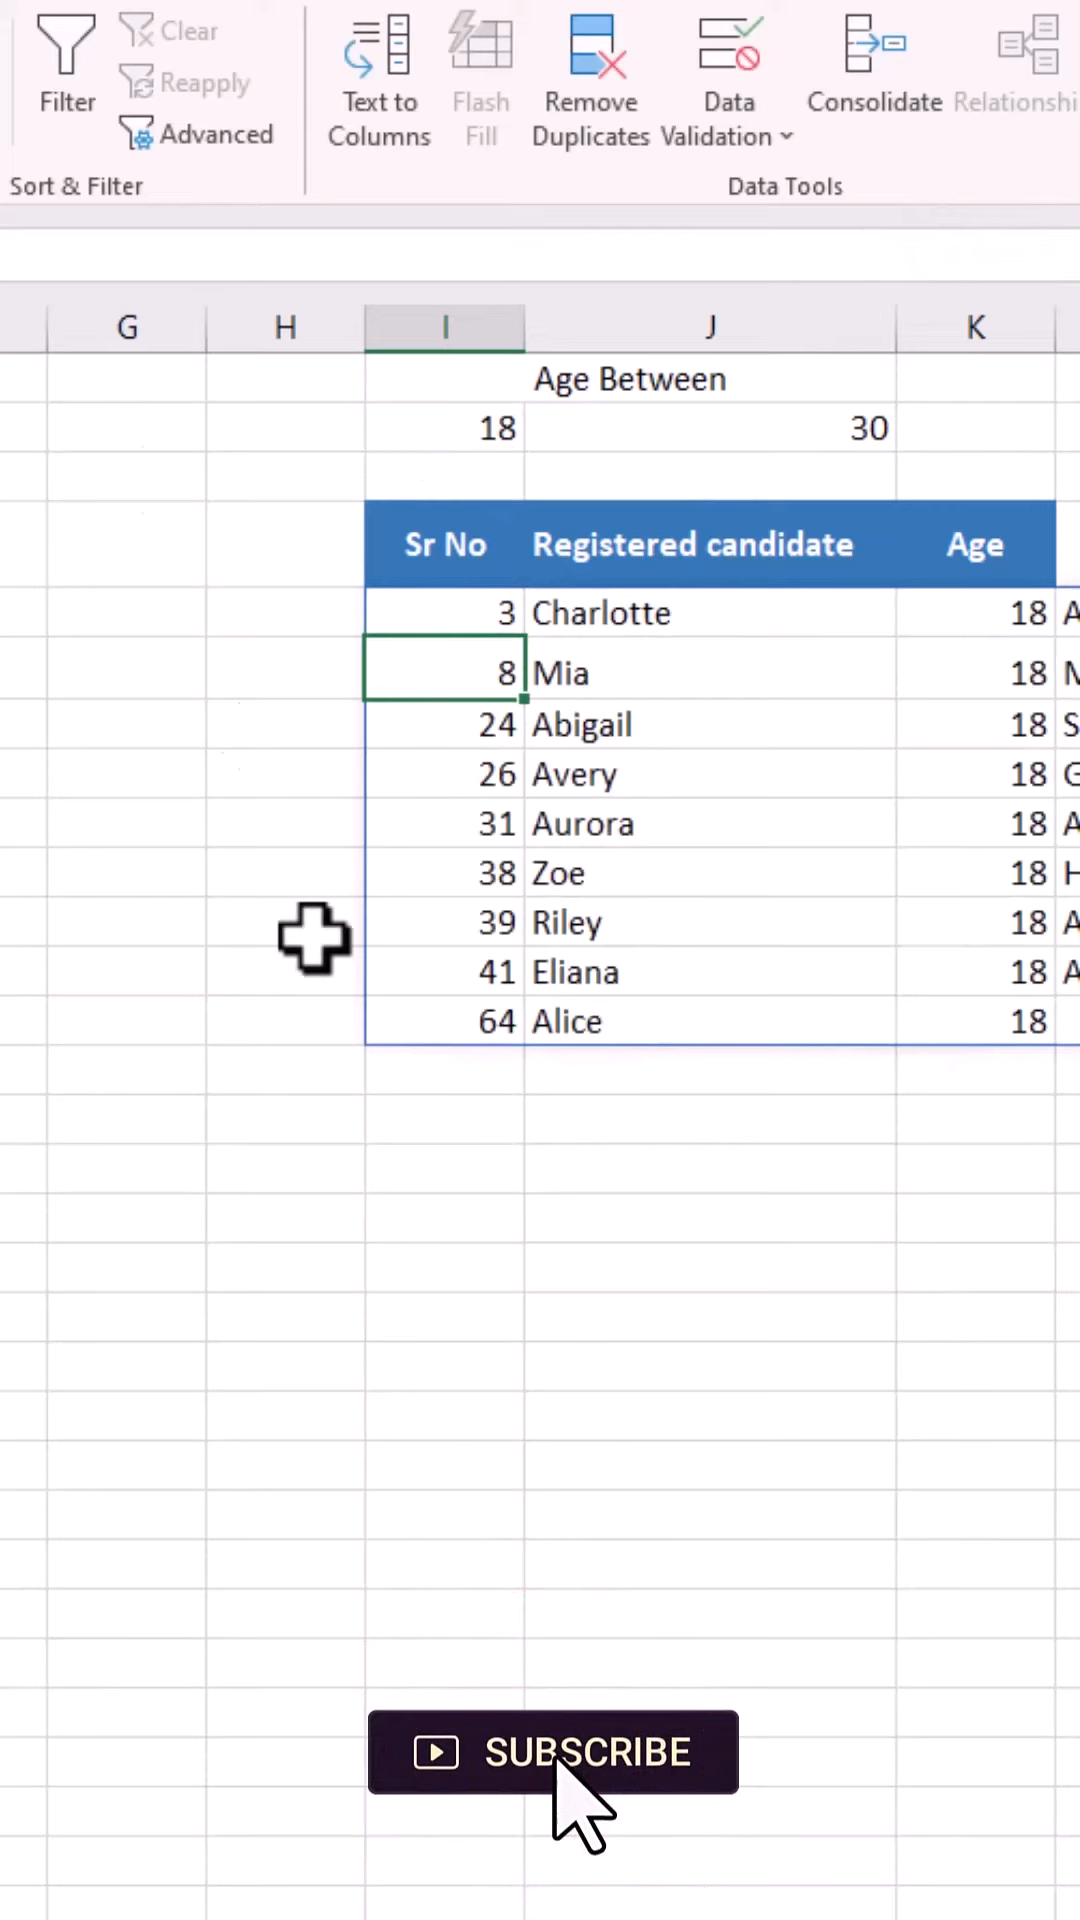 Clear
Reapply
Advanced
Filter
Text to Columns
Flash Fill
Remove Duplicates
Data Validation
Consolidate
Relationshi
Sort & Filter
Data Tools
G H I J K
Age Between
18 30
Sr No Registered candidate Age
3 Charlotte 18 A
8 Mia 18 M
24 Abigail 18 S
26 Avery 18 G
31 Aurora 18 A
38 Zoe 18 H
39 Riley 18 A
41 Eliana 18 A
64 Alice 18
SUBSCRIBE